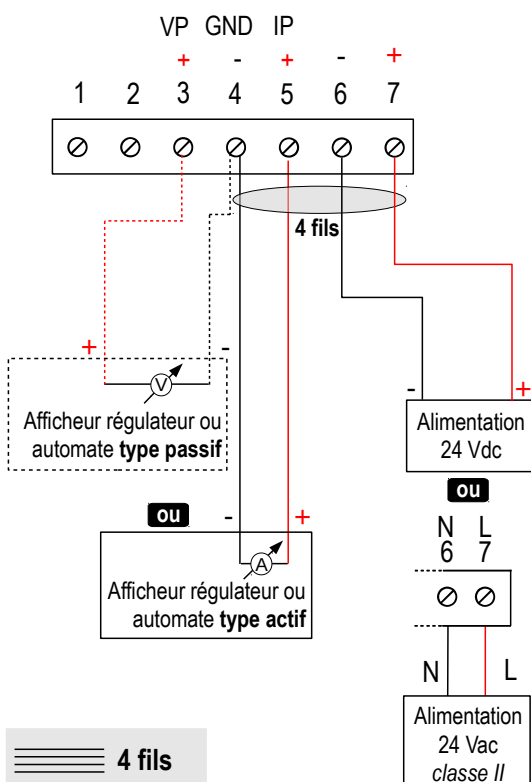 VP GND IP
+ - + - +
1 2 3 4 5 6 7
4 fils
+ -
V
Afficheur régulateur ou
automate type passif
- +
Alimentation
24 Vdc
ou
ou
- +
A
Afficheur régulateur ou
automate type actif
N L
6 7
N L
Alimentation
24 Vac
classe II
4 fils